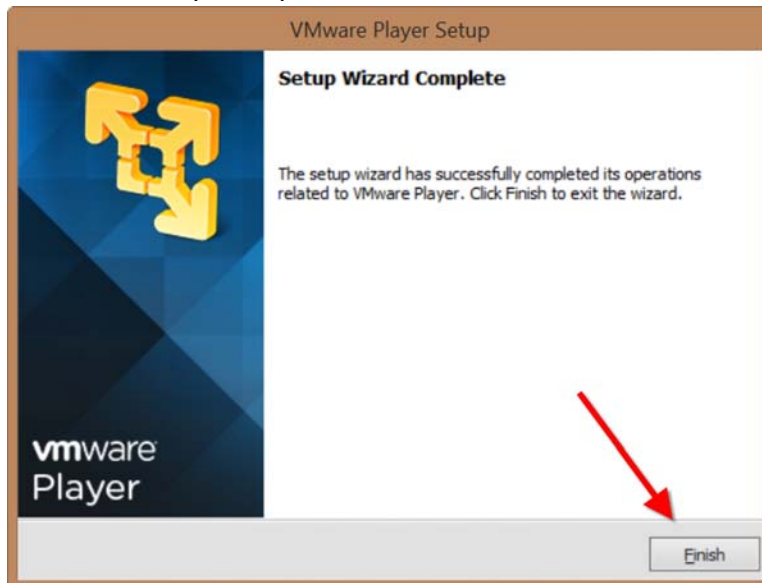 VMware Player Setup
Setup Wizard Complete
The setup wizard has successfully completed its operations
related to VMware Player. Click Finish to exit the wizard.
vmware
Player
Finish